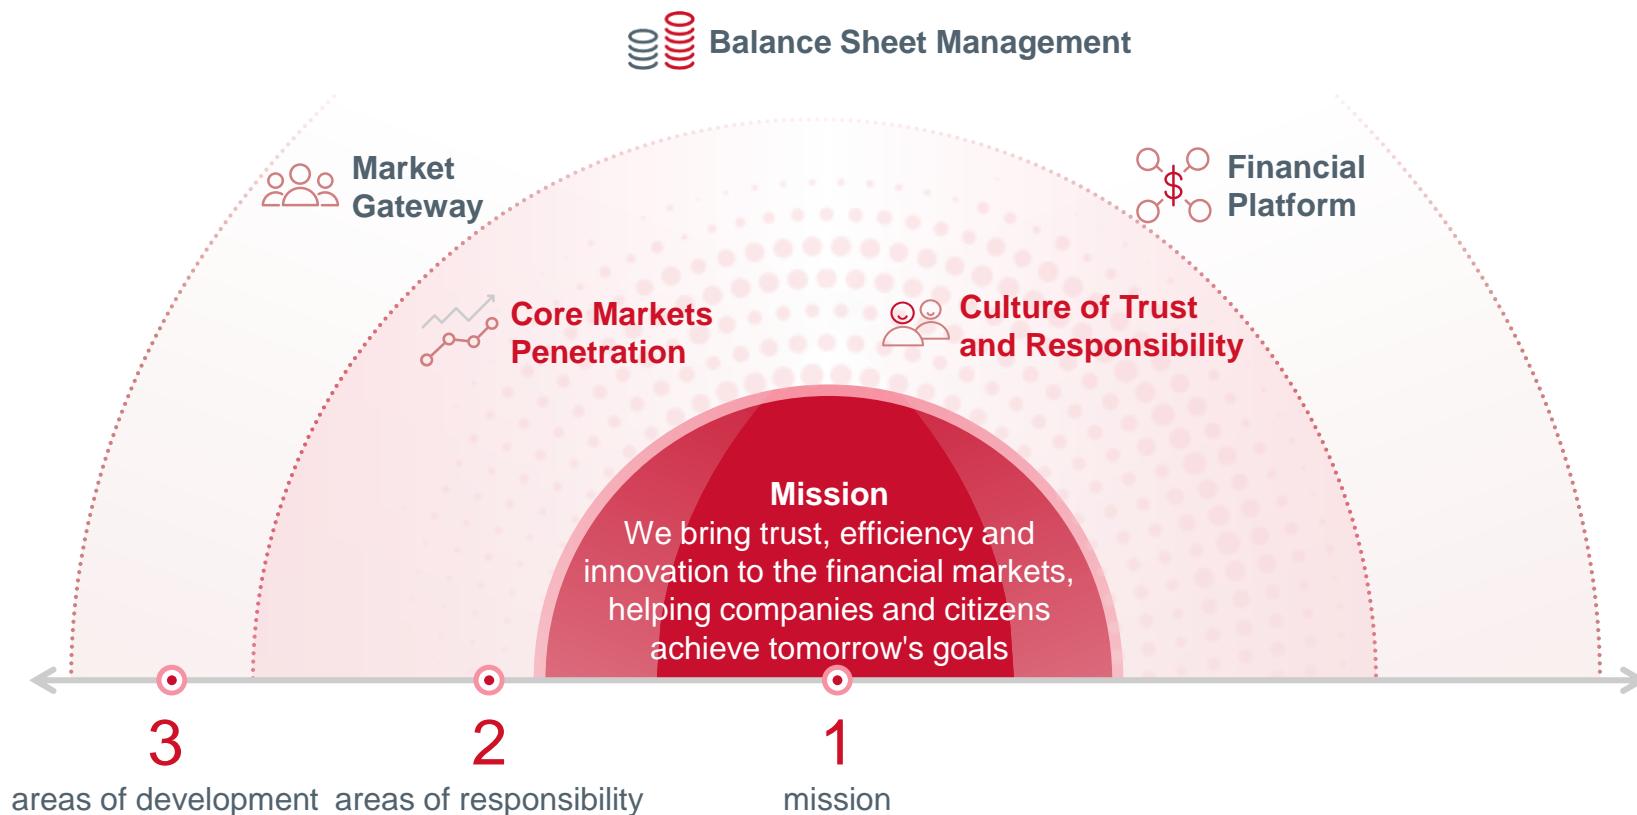 Balance Sheet Management
Market
Gateway
Financial
Platform
Core Markets
Penetration
Culture of Trust
and Responsibility
Mission
We bring trust, efficiency and
innovation to the financial markets,
helping companies and citizens
achieve tomorrow's goals
3
areas of development
2
areas of responsibility
1
mission